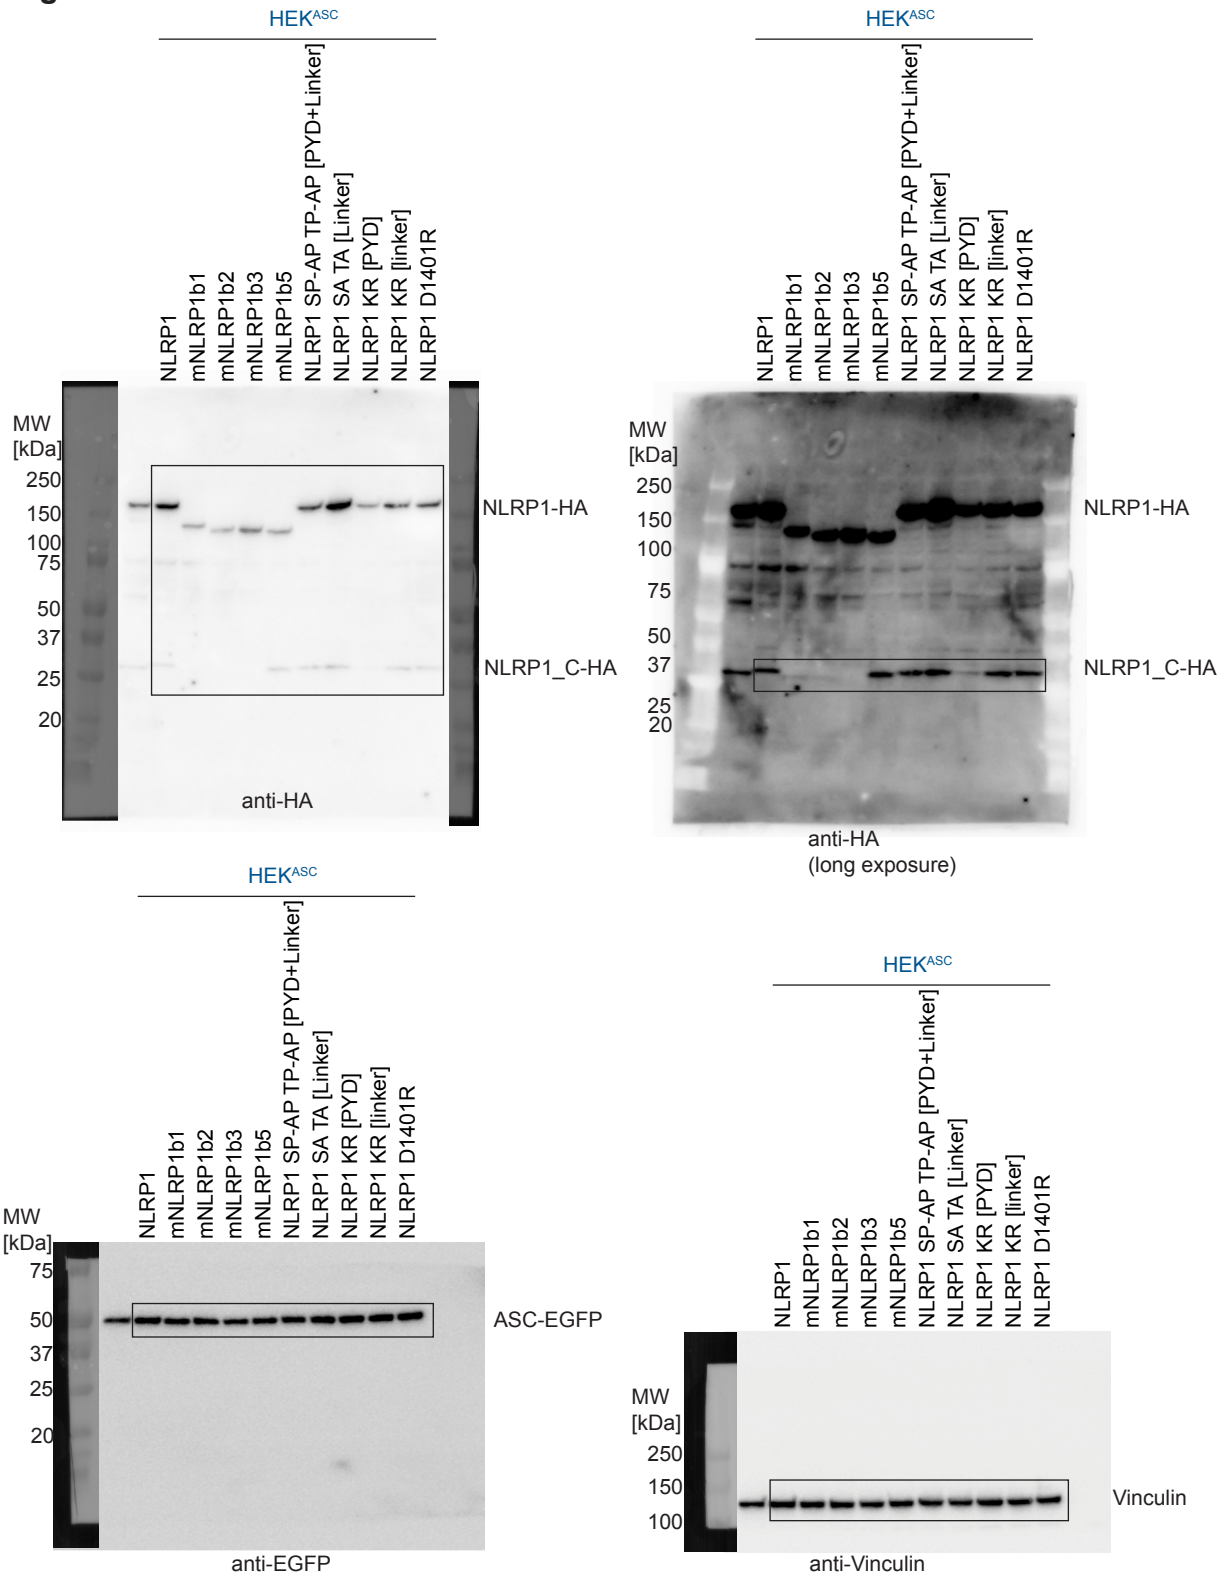 HEKASC
NLRP1
mNLRP1b1
mNLRP1b2
mNLRP1b3
mNLRP1b5
NLRP1 SP-AP TP-AP [PYD+Linker]
NLRP1 SA TA [Linker]
NLRP1 KR [PYD]
NLRP1 KR [linker]
NLRP1 D1401R
MW
[kDa]
250
150
100
75
50
37
25
20
NLRP1-HA
NLRP1_C-HA
anti-HA
HEKASC
NLRP1
mNLRP1b1
mNLRP1b2
mNLRP1b3
mNLRP1b5
NLRP1 SP-AP TP-AP [PYD+Linker]
NLRP1 SA TA [Linker]
NLRP1 KR [PYD]
NLRP1 KR [linker]
NLRP1 D1401R
MW
[kDa]
250
150
100
75
50
37
25
20
NLRP1-HA
NLRP1_C-HA
anti-HA
(long exposure)
HEKASC
NLRP1
mNLRP1b1
mNLRP1b2
mNLRP1b3
mNLRP1b5
NLRP1 SP-AP TP-AP [PYD+Linker]
NLRP1 SA TA [Linker]
NLRP1 KR [PYD]
NLRP1 KR [linker]
NLRP1 D1401R
MW
[kDa]
75
50
37
25
20
ASC-EGFP
anti-EGFP
HEKASC
NLRP1
mNLRP1b1
mNLRP1b2
mNLRP1b3
mNLRP1b5
NLRP1 SP-AP TP-AP [PYD+Linker]
NLRP1 SA TA [Linker]
NLRP1 KR [PYD]
NLRP1 KR [linker]
NLRP1 D1401R
MW
[kDa]
250
150
100
Vinculin
anti-Vinculin